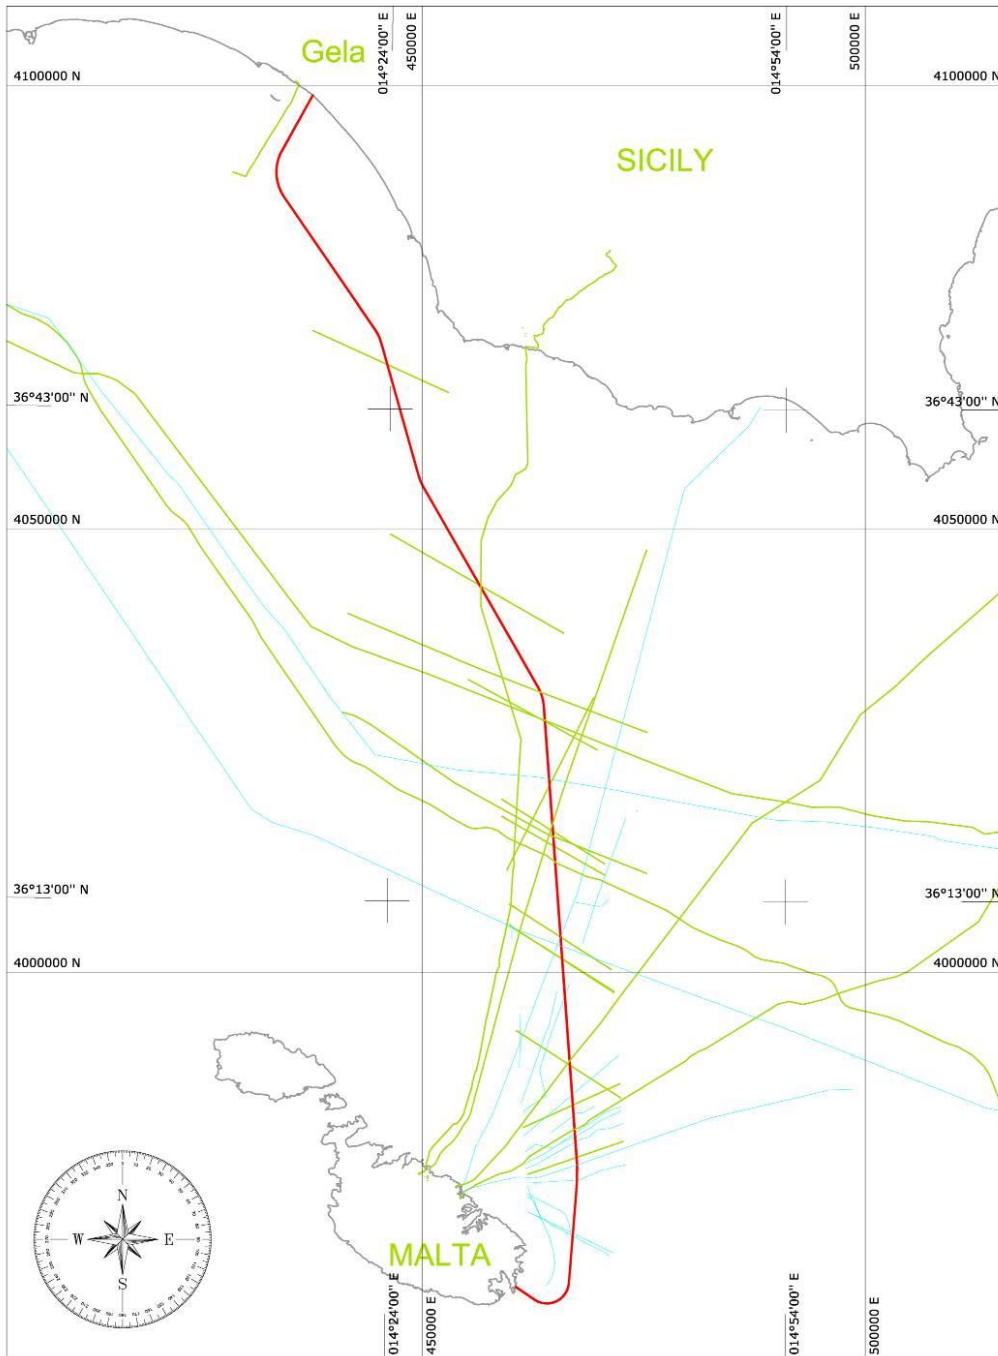 Gela
014°24'00" E
450000 E
014°54'00" E
500000 E
4100000 N
4100000 N
SICILY
36°43'00" N
36°43'00" N
4050000 N
4050000 N
36°13'00" N
36°13'00" N
4000000 N
4000000 N
N
W
E
S
MALTA
014°24'00" E
450000 E
014°54'00" E
500000 E